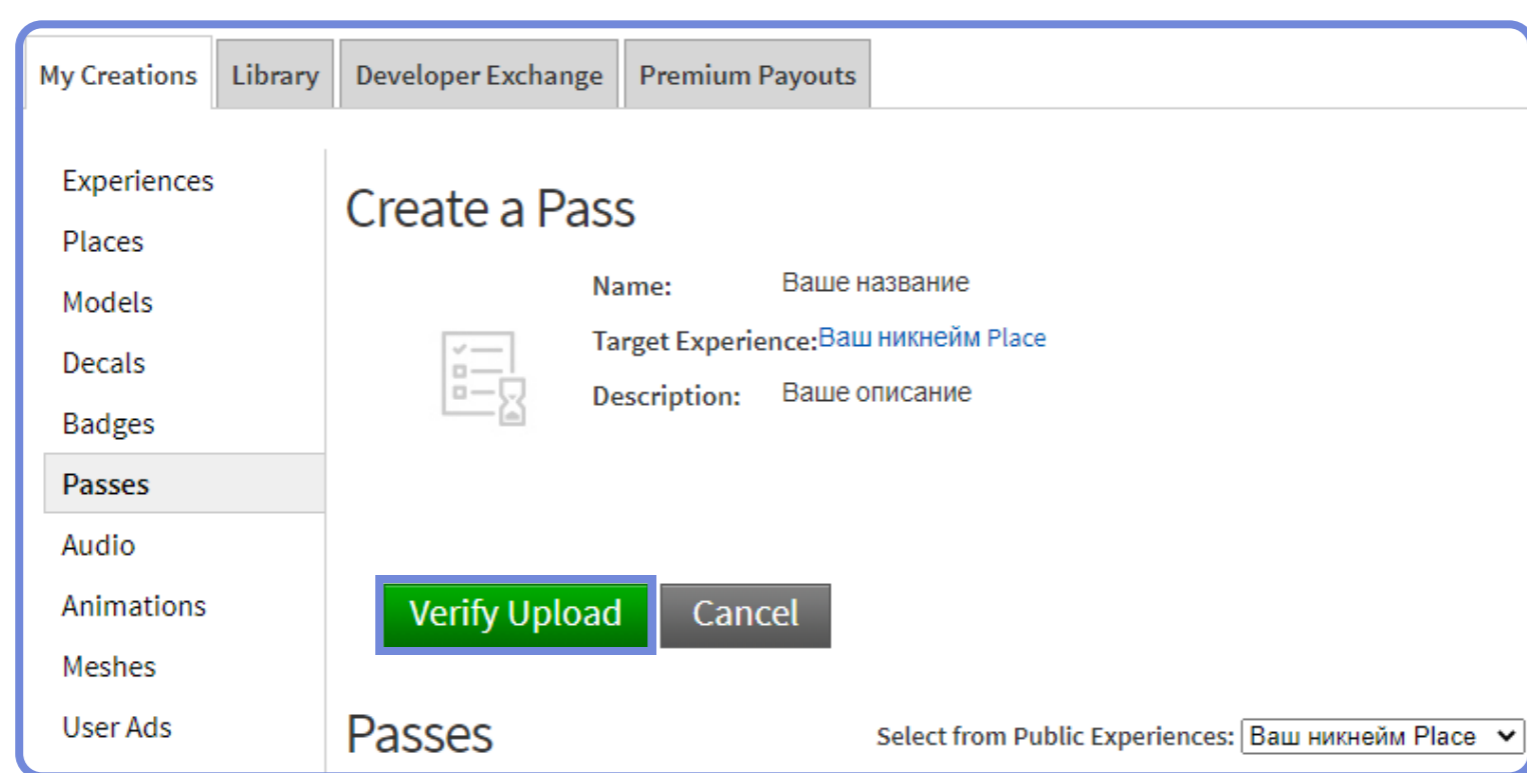 My Creations Library Developer Exchange Premium Payouts
Experiences
Places
Models
Decals
Badges
Passes
Audio
Animations
Meshes
User Ads
Create a Pass
Name: Ваше название
Target Experience:Ваш никнейм Place
Description: Ваше описание
Verify Upload Cancel
Passes
Select from Public Experiences: Ваш никнейм Place